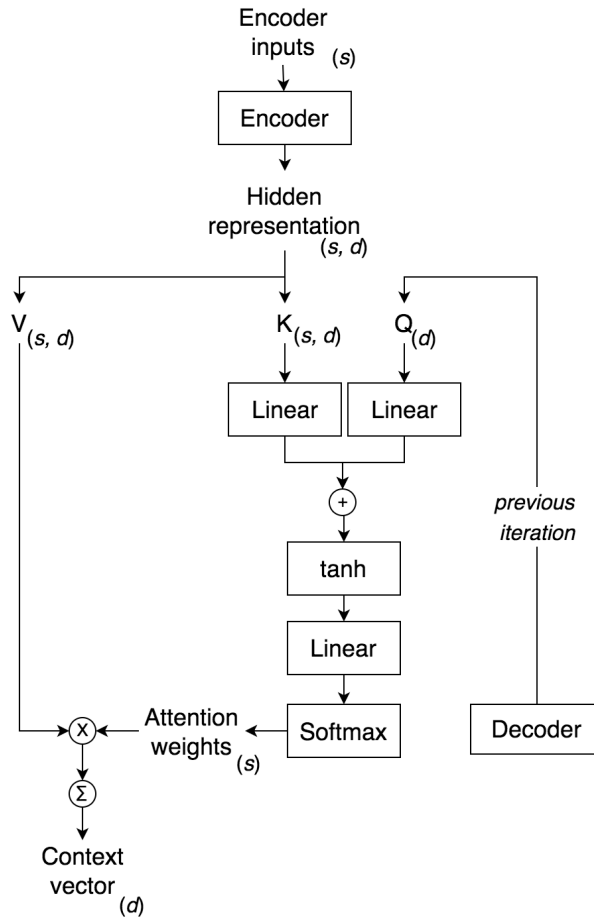 Encoder
inputs (s)
Encoder
Hidden
representation
(s, d)
V(s, d)
K(s, d)
Q(d)
Linear
Linear
+
previous
iteration
tanh
Linear
Softmax
Decoder
Attention
weights (s)
X
Σ
Context
vector (d)